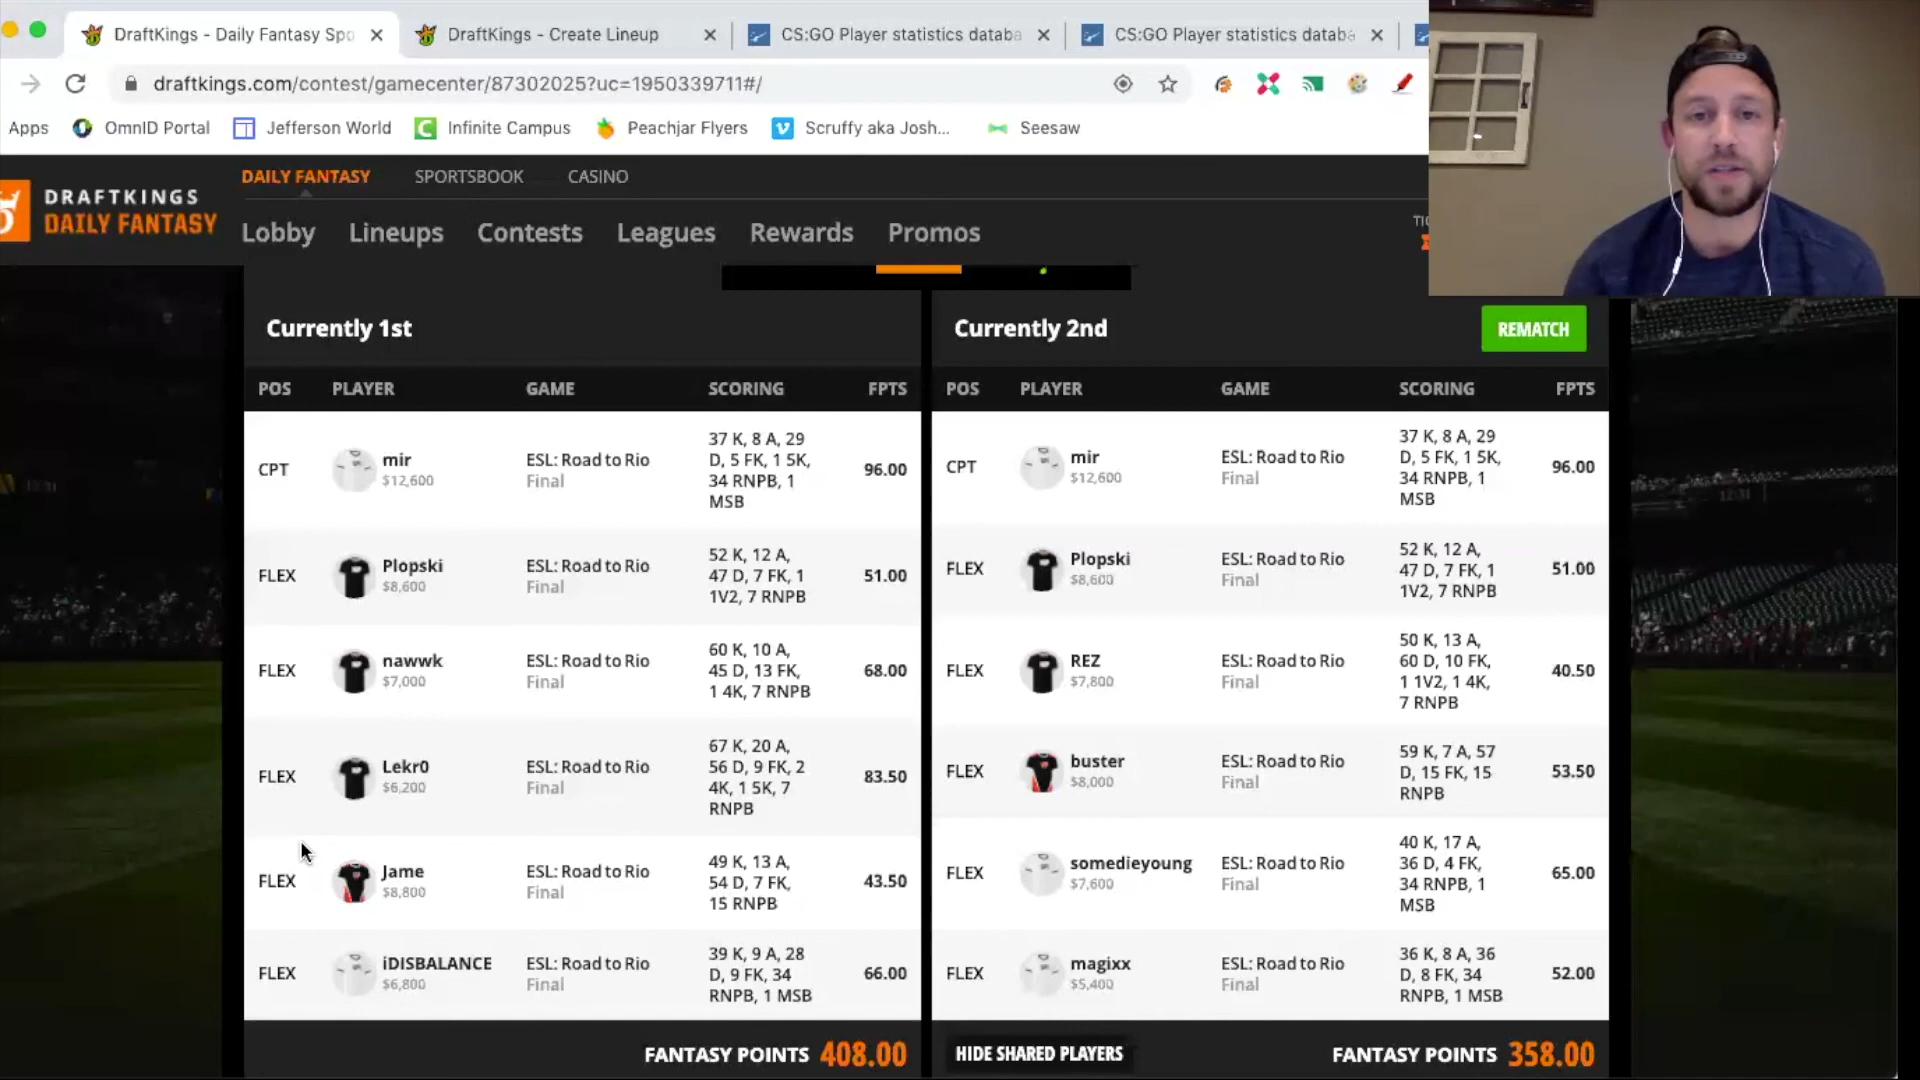 DraftKings - Daily Fantasy Spo
DraftKings - Create Lineup
CS:GO Player statistics databa
CS:GO Player statistics databa
draftkings.com/contest/gamecenter/87302025?uc=1950339711#/
Apps
OmnID Portal
Jefferson World
Infinite Campus
Peachjar Flyers
Scruffy aka Josh...
Seesaw
DRAFTKINGS
DAILY FANTASY
DAILY FANTASY
SPORTSBOOK
CASINO
Lobby
Lineups
Contests
Leagues
Rewards
Promos
Currently 1st
POS PLAYER GAME SCORING FPTS
CPT
mir
$12,600
ESL: Road to Rio
Final
37 K, 8 A, 29
D, 5 FK, 1 5K,
34 RNPB, 1
MSB
96.00
FLEX
Plopski
$8,600
ESL: Road to Rio
Final
52 K, 12 A,
47 D, 7 FK, 1
1V2, 7 RNPB
51.00
FLEX
nawwk
$7,000
ESL: Road to Rio
Final
60 K, 10 A,
45 D, 13 FK,
1 4K, 7 RNPB
68.00
FLEX
Lekr0
$6,200
ESL: Road to Rio
Final
67 K, 20 A,
56 D, 9 FK, 2
4K, 1 5K, 7
RNPB
83.50
FLEX
Jame
$8,800
ESL: Road to Rio
Final
49 K, 13 A,
54 D, 7 FK,
15 RNPB
43.50
FLEX
iDISBALANCE
$6,800
ESL: Road to Rio
Final
39 K, 9 A, 28
D, 9 FK, 34
RNPB, 1 MSB
66.00
FANTASY POINTS 408.00
Currently 2nd
REMATCH
POS PLAYER GAME SCORING FPTS
CPT
mir
$12,600
ESL: Road to Rio
Final
37 K, 8 A, 29
D, 5 FK, 1 5K,
34 RNPB, 1
MSB
96.00
FLEX
Plopski
$8,600
ESL: Road to Rio
Final
52 K, 12 A,
47 D, 7 FK, 1
1V2, 7 RNPB
51.00
FLEX
REZ
$7,800
ESL: Road to Rio
Final
50 K, 13 A,
60 D, 10 FK,
1 1V2, 1 4K,
7 RNPB
40.50
FLEX
buster
$8,000
ESL: Road to Rio
Final
59 K, 7 A, 57
D, 15 FK, 15
RNPB
53.50
FLEX
somedieyoung
$7,600
ESL: Road to Rio
Final
40 K, 17 A,
36 D, 4 FK,
34 RNPB, 1
MSB
65.00
FLEX
magixx
$5,400
ESL: Road to Rio
Final
36 K, 8 A, 36
D, 8 FK, 34
RNPB, 1 MSB
52.00
HIDE SHARED PLAYERS
FANTASY POINTS 358.00